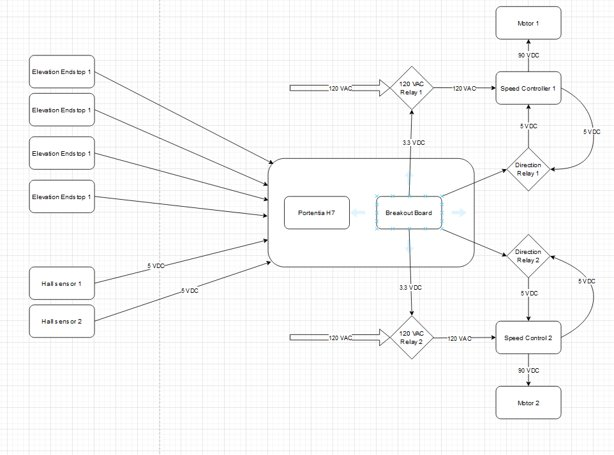 Motor 1
90 VDC
Elevation Endstop 1
120 VAC
120 VAC
Relay 1
120 VAC
Speed Controller 1
Elevation Endstop 1
5 VDC
5 VDC
3.3 VDC
Elevation Endstop 1
Direction
Relay 1
Elevation Endstop 1
Portentia H7
Breakout Board
Direction
Relay 2
5 VDC
Hall sensor 1
5 VDC
3.3 VDC
5 VDC
5 VDC
Hall sensor 2
120 VAC
120 VAC
Relay 2
120 VAC
Speed Control 2
90 VDC
Motor 2